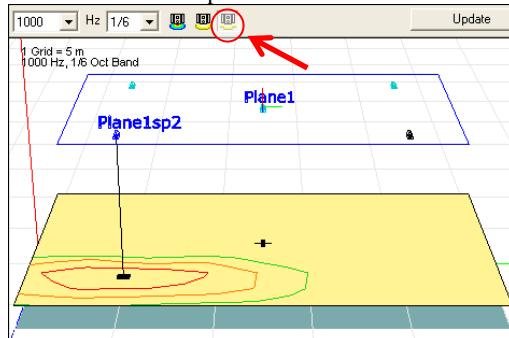 1000 Hz 1/6 Update
1 Grid = 5 m
1000 Hz, 1/6 Oct Band
Plane1
Plane1sp2